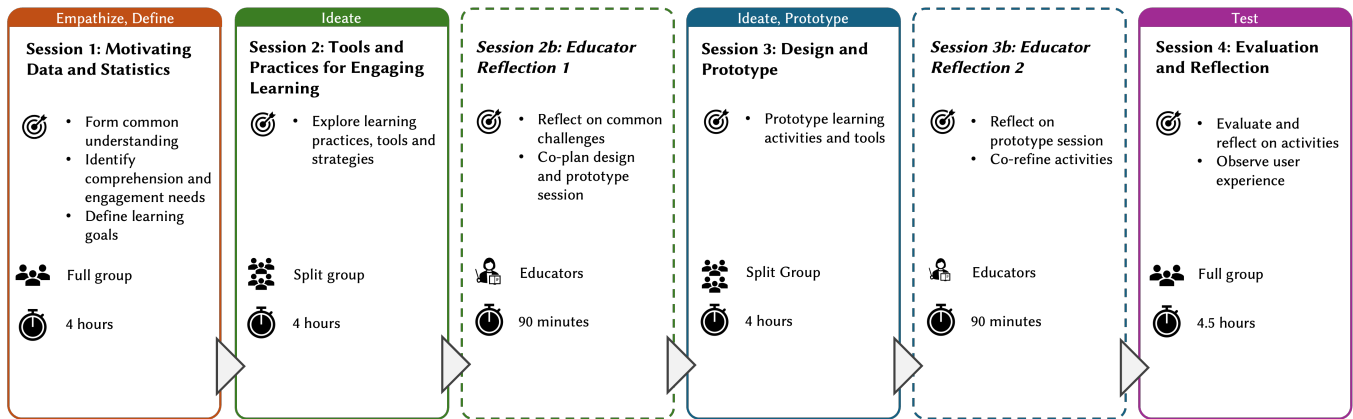 Empathize, Define
Session 1: Motivating
Data and Statistics
• Form common
understanding
• Identify
comprehension and
engagement needs
• Define learning
goals
Full group
4 hours
Ideate
Session 2: Tools and
Practices for Engaging
Learning
• Explore learning
practices, tools and
strategies
Split group
4 hours
Session 2b: Educator
Reflection 1
• Reflect on common
challenges
• Co-plan design
and prototype
session
Educators
90 minutes
Ideate, Prototype
Session 3: Design and
Prototype
• Prototype learning
activities and tools
Split Group
4 hours
Session 3b: Educator
Reflection 2
• Reflect on
prototype session
• Co-refine activities
Educators
90 minutes
Test
Session 4: Evaluation
and Reflection
• Evaluate and
reflect on activities
• Observe user
experience
Full group
4.5 hours